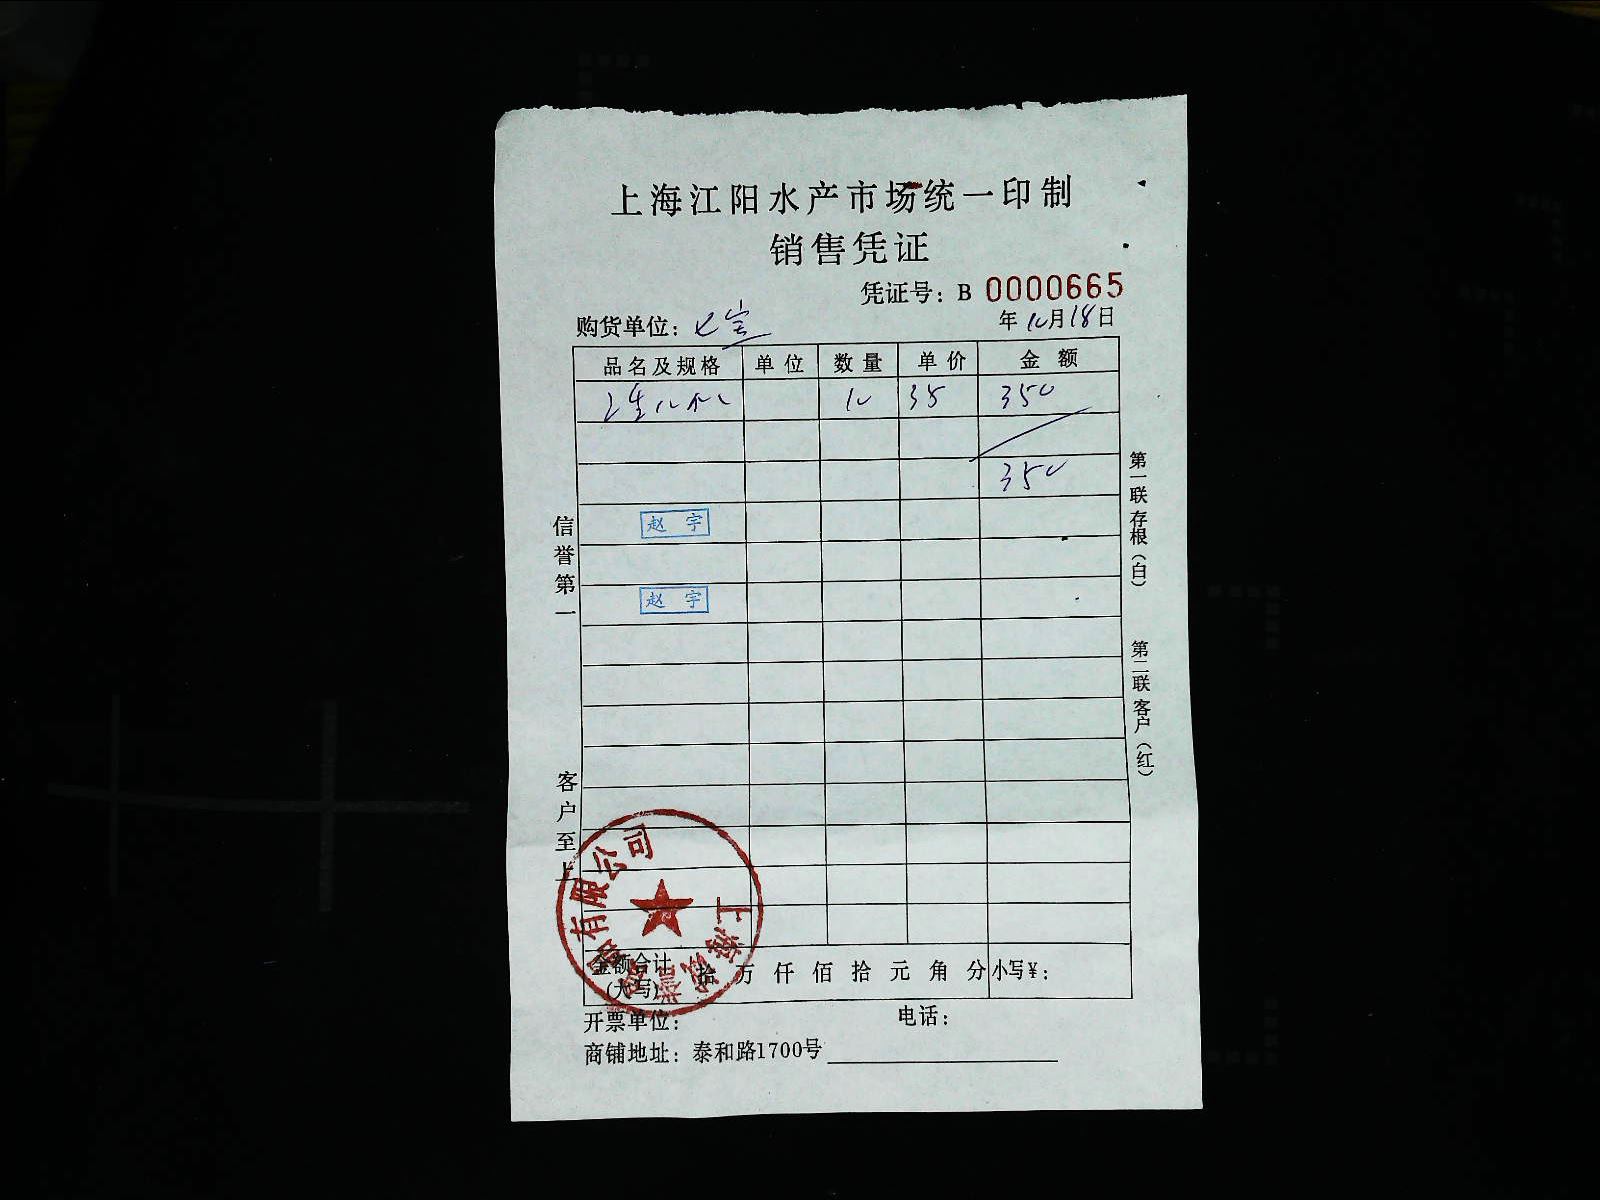 上海江阳水产市场统一印制
销售凭证
凭证号：B 0000665
购货单位：七宝
年10月18日
品名及规格 单位 数量 单价 金额
10 35 350
350
赵宇
赵宇
信誉第一
客户至上
第一联存根（白）
第二联客户（红）
金额合计（大写） 拾 万 仟 佰 拾 元 角 分 小写¥：
开票单位： 电话：
商铺地址：泰和路1700号
上海 有限公司